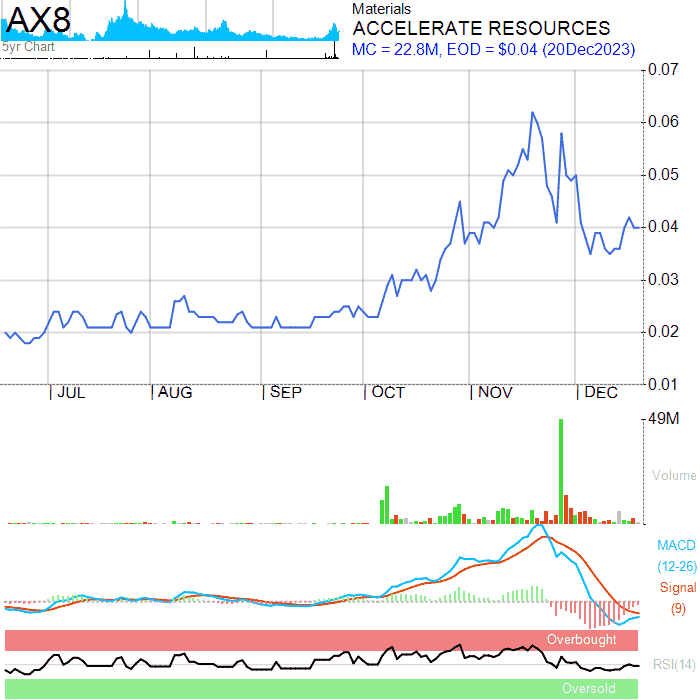 AX8
5yr Chart
Materials
ACCELERATE RESOURCES
MC = 22.8M, EOD = $0.04 (20Dec2023)
0.07
0.06
0.05
0.04
0.03
0.02
0.01
JUL AUG SEP OCT NOV DEC
49M
Volume
MACD
(12-26)
Signal
(9)
Overbought
RSI(14)
Oversold